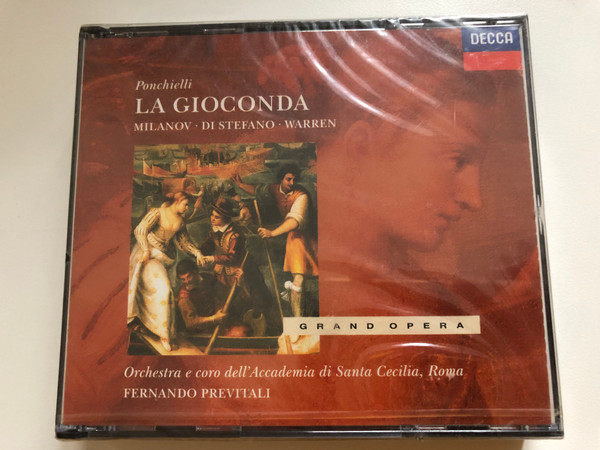 DECCA
Ponchielli
LA GIOCONDA
MILANOV · DI STEFANO · WARREN
GRAND OPERA
Orchestra e coro dell'Accademia di Santa Cecilia, Roma
FERNANDO PREVITALI